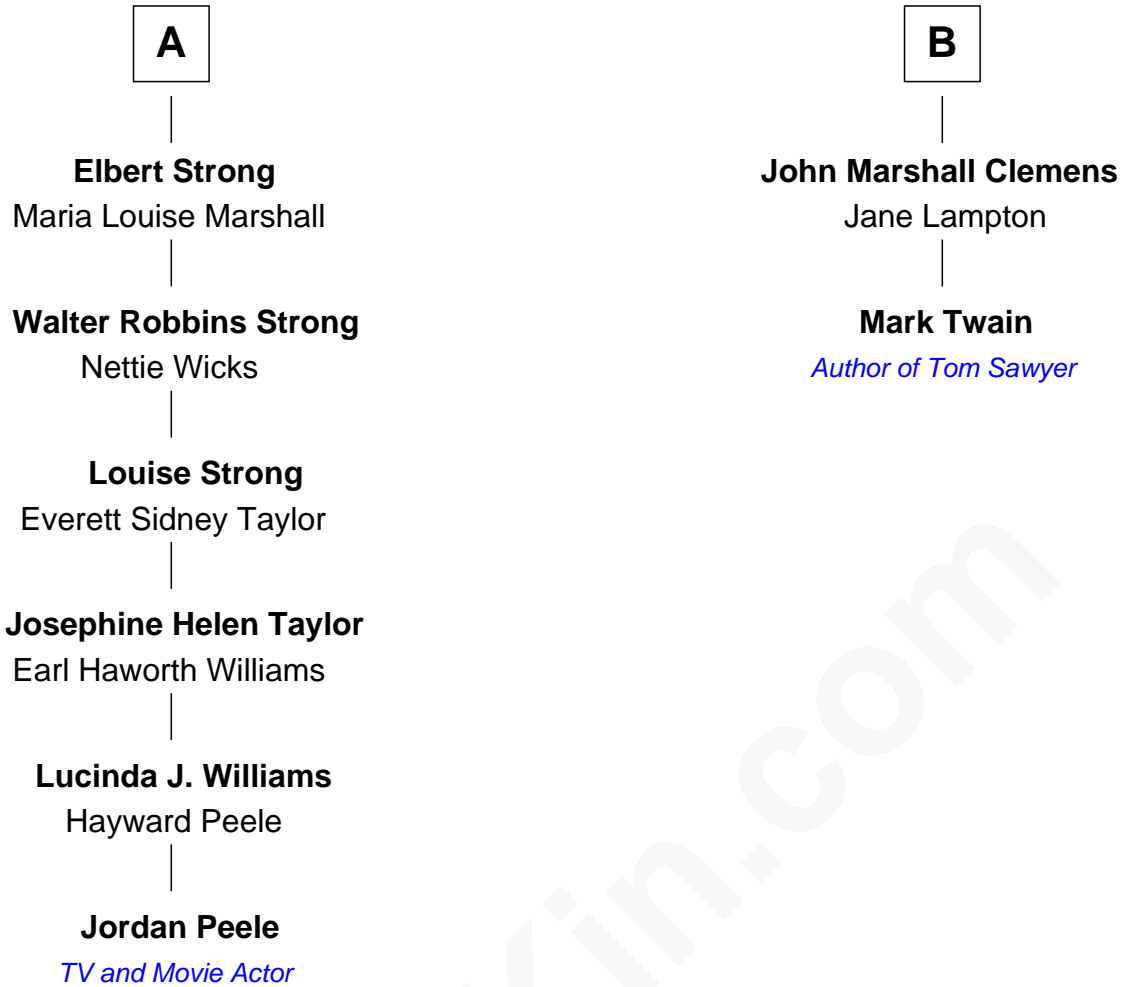 A
Elbert Strong
Maria Louise Marshall
Walter Robbins Strong
Nettie Wicks
Louise Strong
Everett Sidney Taylor
Josephine Helen Taylor
Earl Haworth Williams
Lucinda J. Williams
Hayward Peele
Jordan Peele
TV and Movie Actor
B
John Marshall Clemens
Jane Lampton
Mark Twain
Author of Tom Sawyer
Kin.com